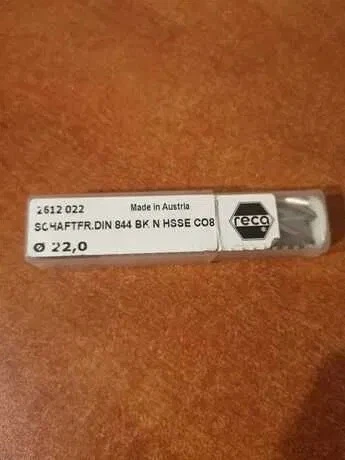 2612 022 Made in Austria
SCHAFTFR.DIN 844 BK N HSSE CO8
Ø 22,0
reca
®